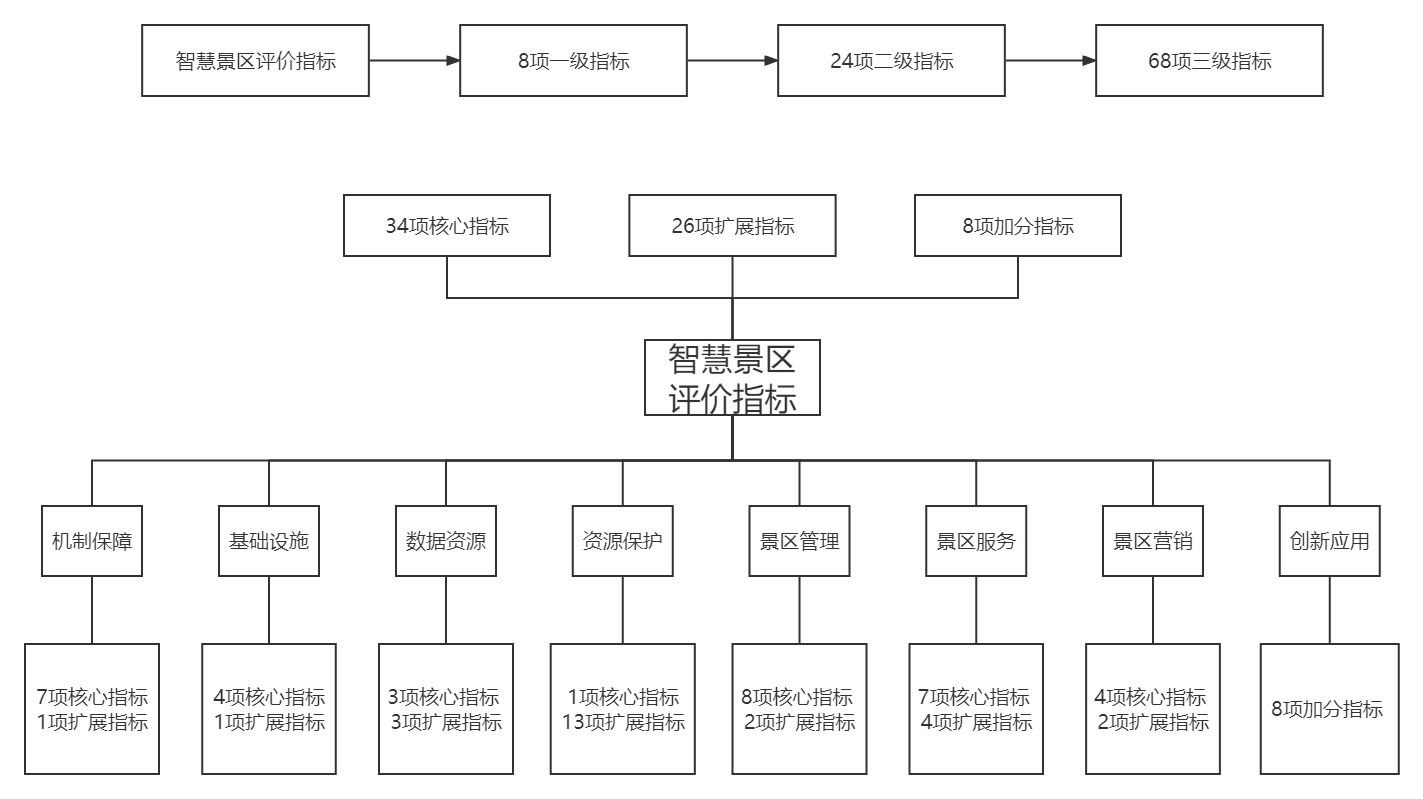 智慧景区评价指标
8项一级指标
24项二级指标
68项三级指标
34项核心指标
26项扩展指标
8项加分指标
智慧景区
评价指标
机制保障
基础设施
数据资源
资源保护
景区管理
景区服务
景区营销
创新应用
7项核心指标
1项扩展指标
4项核心指标
1项扩展指标
3项核心指标
3项扩展指标
1项核心指标
13项扩展指标
8项核心指标
2项扩展指标
7项核心指标
4项扩展指标
4项核心指标
2项扩展指标
8项加分指标